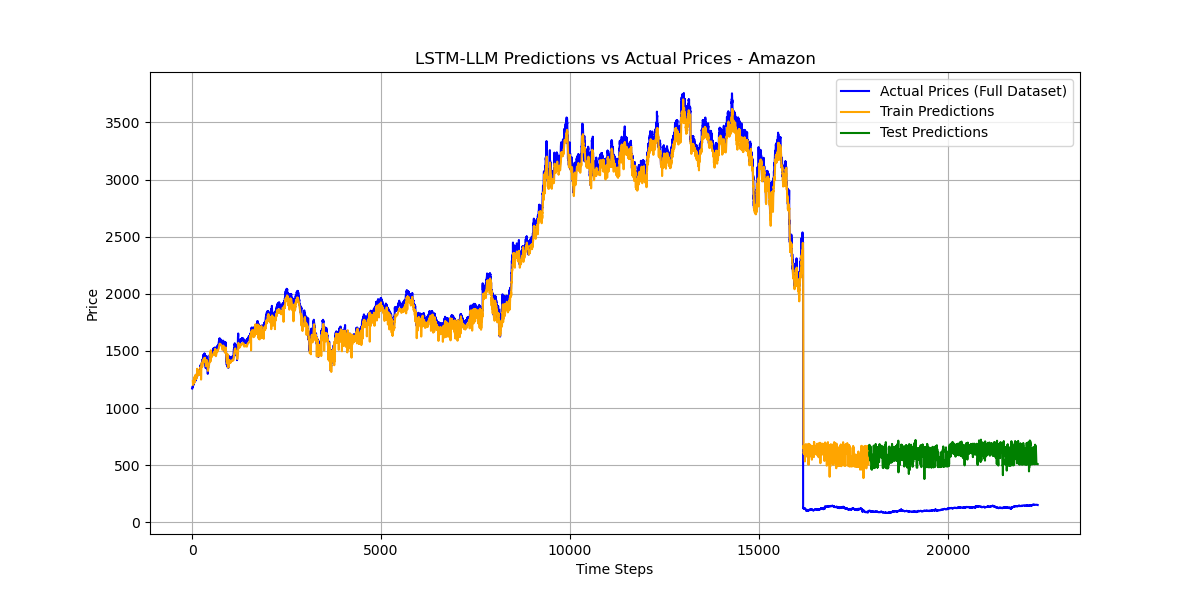 LSTM-LLM Predictions vs Actual Prices - Amazon
Actual Prices (Full Dataset)
Train Predictions
Test Predictions
Price
3500
3000
2500
2000
1500
1000
500
0
0 5000 10000 15000 20000
Time Steps